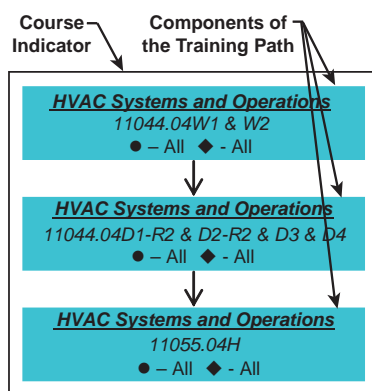 Course
Indicator
Components of
the Training Path
HVAC Systems and Operations
11044.04W1 & W2
● – All ◆ - All
HVAC Systems and Operations
11044.04D1-R2 & D2-R2 & D3 & D4
● – All ◆ - All
HVAC Systems and Operations
11055.04H
● – All ◆ - All